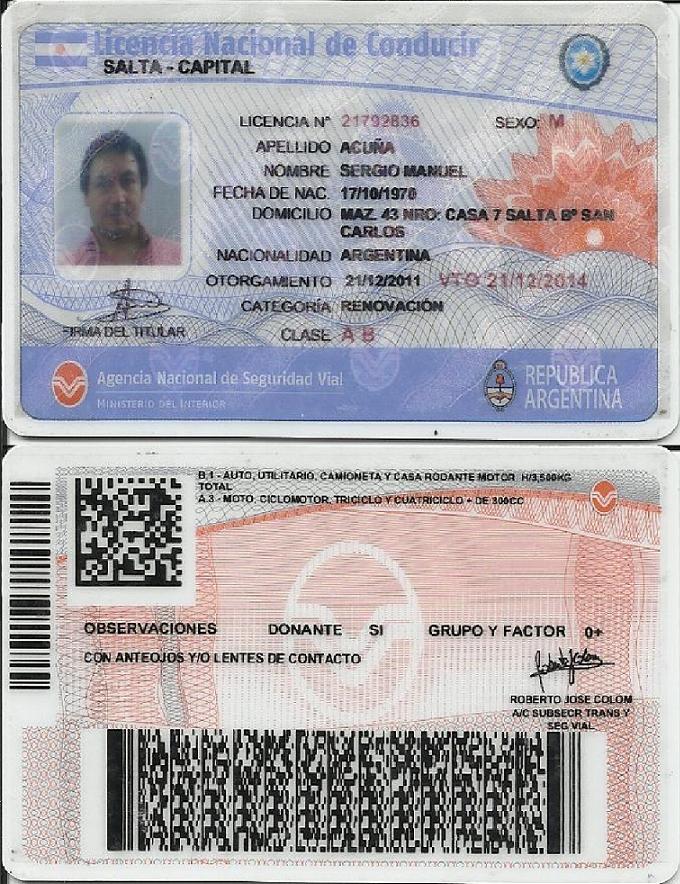 Licencia Nacional de Conducir
SALTA - CAPITAL
LICENCIA Nº 21792836 SEXO: M
APELLIDO ACUÑA
NOMBRE SERGIO MANUEL
FECHA DE NAC. 17/10/1970
DOMICILIO MAZ. 43 NRO: CASA 7 SALTA Bº SAN
CARLOS
NACIONALIDAD ARGENTINA
OTORGAMIENTO 21/12/2011 VTO 21/12/2014
CATEGORÍA RENOVACIÓN
FIRMA DEL TITULAR
CLASE A B
Agencia Nacional de Seguridad Vial
MINISTERIO DEL INTERIOR
REPUBLICA
ARGENTINA
B.1 - AUTO, UTILITARIO, CAMIONETA Y CASA RODANTE MOTOR H/3,500KG
TOTAL
A.3 - MOTO, CICLOMOTOR, TRICICLO Y CUATRICICLO + DE 300CC
OBSERVACIONES DONANTE SI GRUPO Y FACTOR 0+
CON ANTEOJOS Y/O LENTES DE CONTACTO
ROBERTO JOSE COLOM
A/C SUBSECR TRANS Y
SEG VIAL